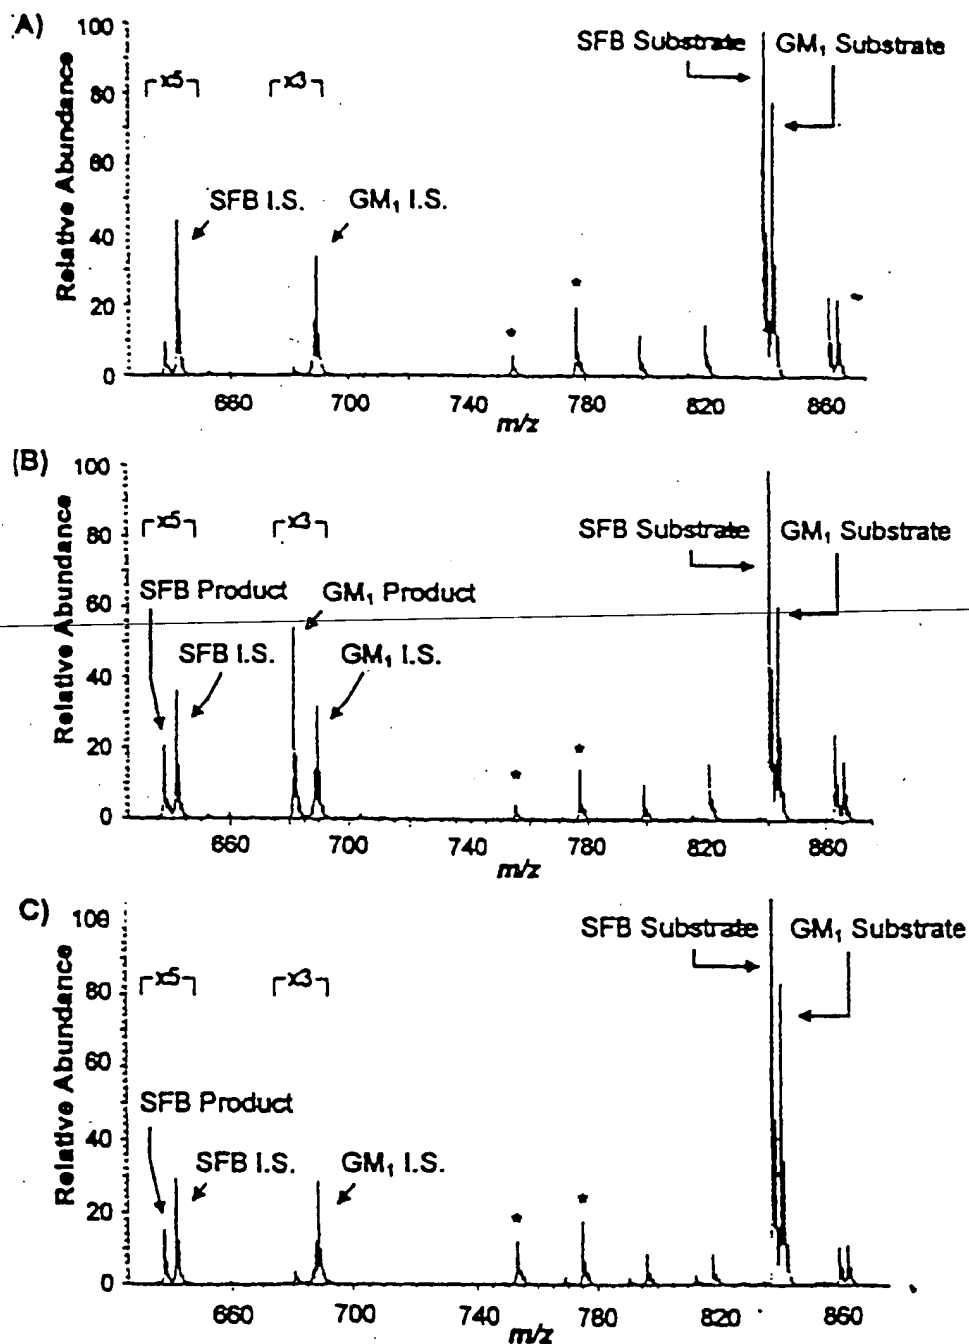 A)
100
80
60
40
20
0
Relative Abundance
x5
x3
SFB Substrate
GM₁ Substrate
SFB I.S.
GM₁ I.S.
*
*
660
700
740
780
820
860
m/z
(B)
100
80
60
40
20
0
Relative Abundance
x5
x3
SFB Substrate
GM₁ Substrate
SFB Product
GM₁ Product
SFB I.S.
GM₁ I.S.
*
*
660
700
740
780
820
860
m/z
C)
100
80
60
40
20
0
Relative Abundance
x5
x3
SFB Substrate
GM₁ Substrate
SFB Product
SFB I.S.
GM₁ I.S.
*
*
660
700
740
780
820
860
m/z